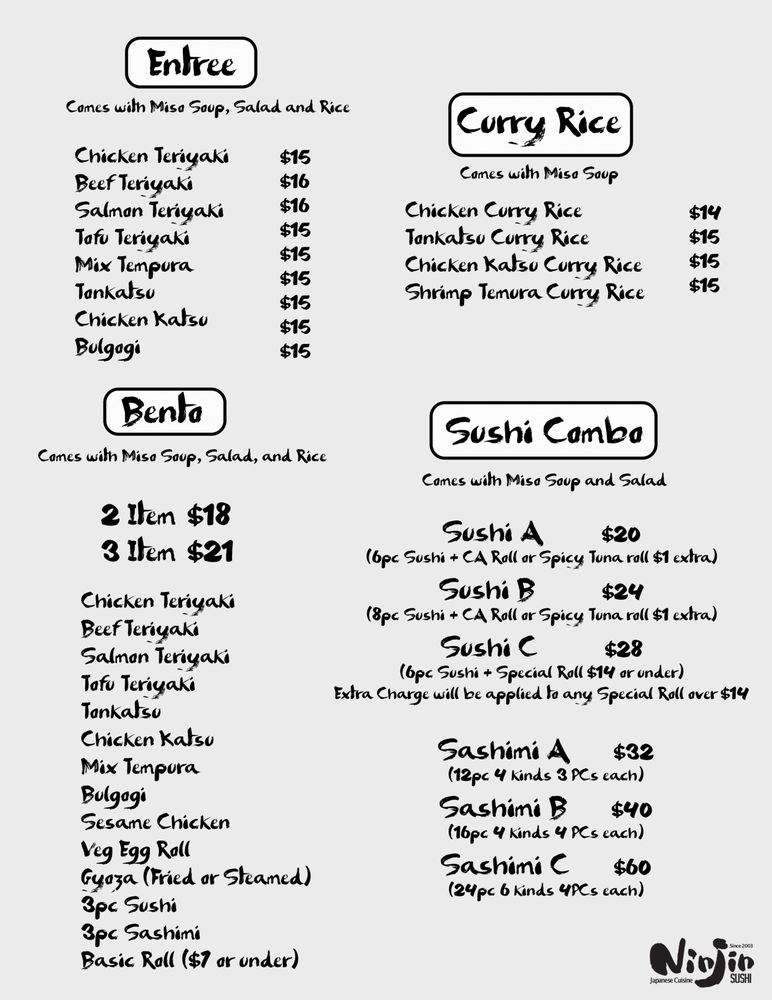 Entree
Comes with Miso Soup, Salad and Rice
Chicken Teriyaki $15
Beef Teriyaki $16
Salmon Teriyaki $16
Tofu Teriyaki $15
Mix Tempura $15
Tonkatsu $15
Chicken Katsu $15
Bulgogi $15
$15
Curry Rice
Comes with Miso Soup
Chicken Curry Rice $14
Tonkatsu Curry Rice $15
Chicken Katsu Curry Rice $15
Shrimp Temura Curry Rice $15
Bento
Comes with Miso Soup, Salad, and Rice
2 Item $18
3 Item $21
Chicken Teriyaki
Beef Teriyaki
Salmon Teriyaki
Tofu Teriyaki
Tonkatsu
Chicken Katsu
Mix Tempura
Bulgogi
Sesame Chicken
Veg Egg Roll
Gyoza (Fried or Steamed)
3pc Sushi
3pc Sashimi
Basic Roll ($7 or under)
Sushi Combo
Comes with Miso Soup and Salad
Sushi A $20
(6pc Sushi + CA Roll or Spicy Tuna roll $1 extra)
Sushi B $24
(8pc Sushi + CA Roll or Spicy Tuna roll $1 extra)
Sushi C $28
(6pc Sushi + Special Roll $14 or under)
Extra Charge will be applied to any Special Roll over $14
Sashimi A $32
(12pc 4 kinds 3 PCs each)
Sashimi B $40
(16pc 4 kinds 4 PCs each)
Sashimi C $60
(24pc 6 kinds 4PCs each)
Since 2003
Ninjin
Japanese Cuisine SUSHI